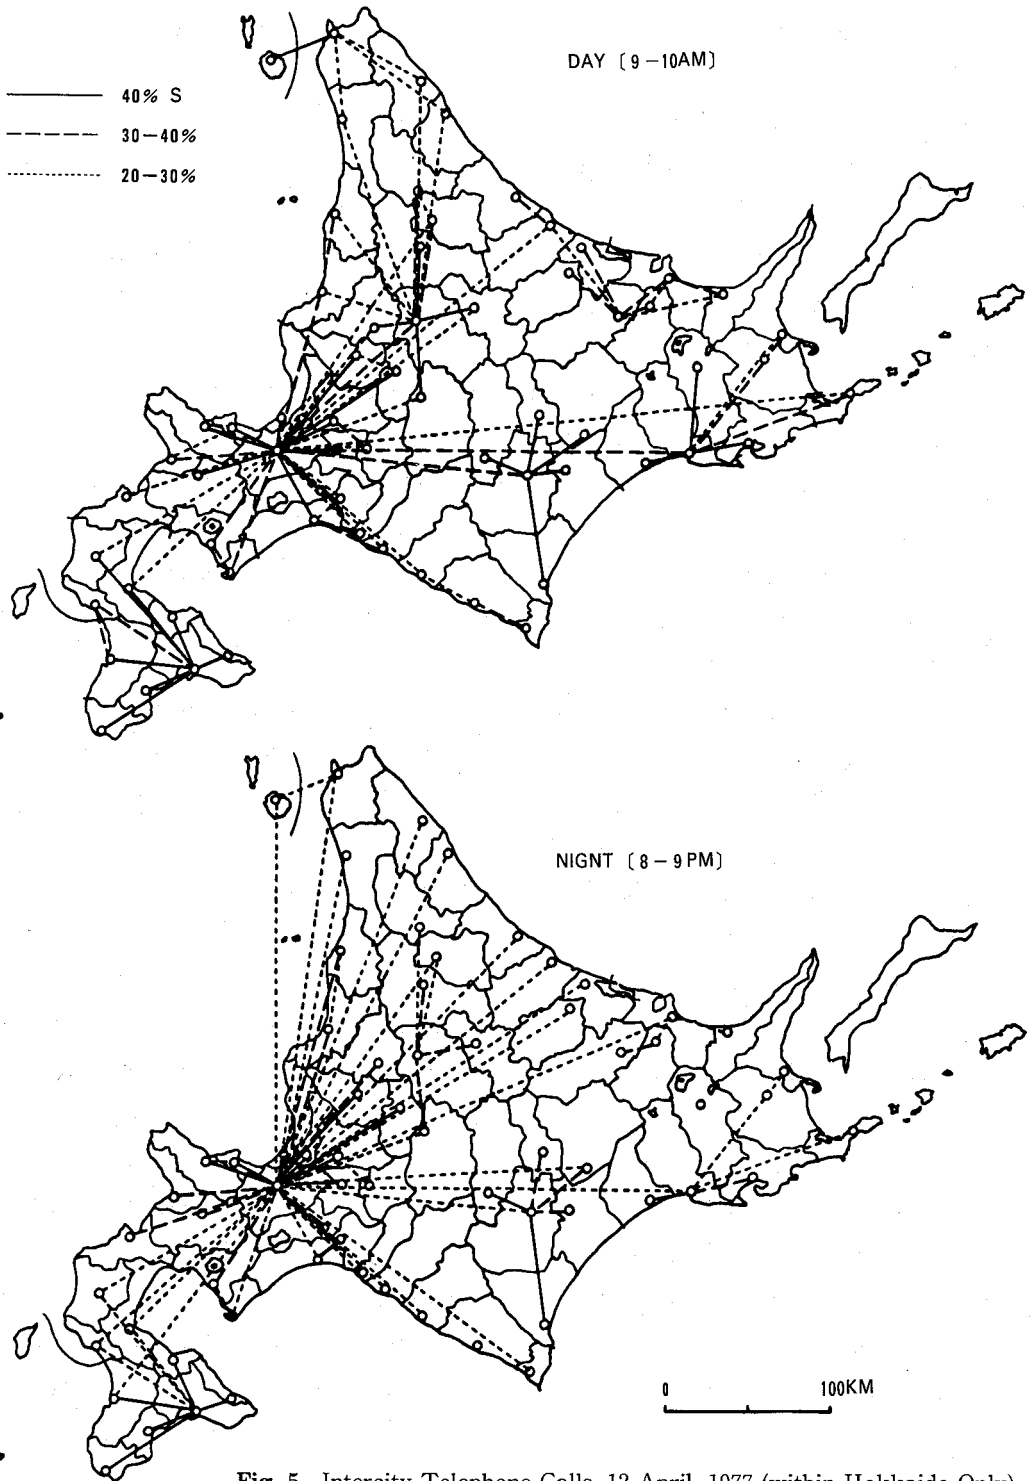 DAY [9-10AM]
40% S
30-40%
20-30%
NIGNT [8-9PM]
0 100KM
Fig. 5 Intercity Telephone Calls, 12 April, 1977 (within Hokkaido Only)